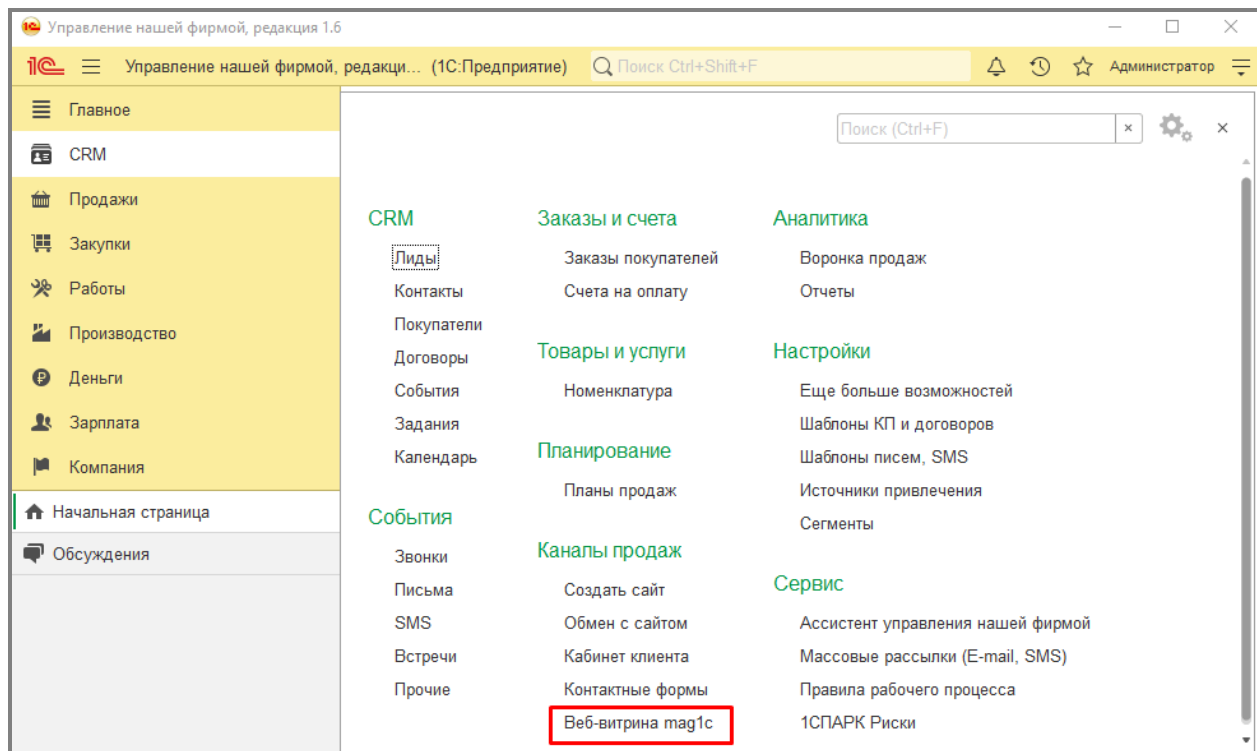 Управление нашей фирмой, редакция 1.6
1С Управление нашей фирмой, редакци... (1С:Предприятие) Поиск Ctrl+Shift+F Администратор
Главное
CRM
Продажи
Закупки
Работы
Производство
Деньги
Зарплата
Компания
Начальная страница
Обсуждения
Поиск (Ctrl+F)
CRM
Лиды
Контакты
Покупатели
Договоры
События
Задания
Календарь
События
Звонки
Письма
SMS
Встречи
Прочие
Заказы и счета
Заказы покупателей
Счета на оплату
Товары и услуги
Номенклатура
Планирование
Планы продаж
Каналы продаж
Создать сайт
Обмен с сайтом
Кабинет клиента
Контактные формы
Веб-витрина mag1c
Аналитика
Воронка продаж
Отчеты
Настройки
Еще больше возможностей
Шаблоны КП и договоров
Шаблоны писем, SMS
Источники привлечения
Сегменты
Сервис
Ассистент управления нашей фирмой
Массовые рассылки (E-mail, SMS)
Правила рабочего процесса
1СПАРК Риски